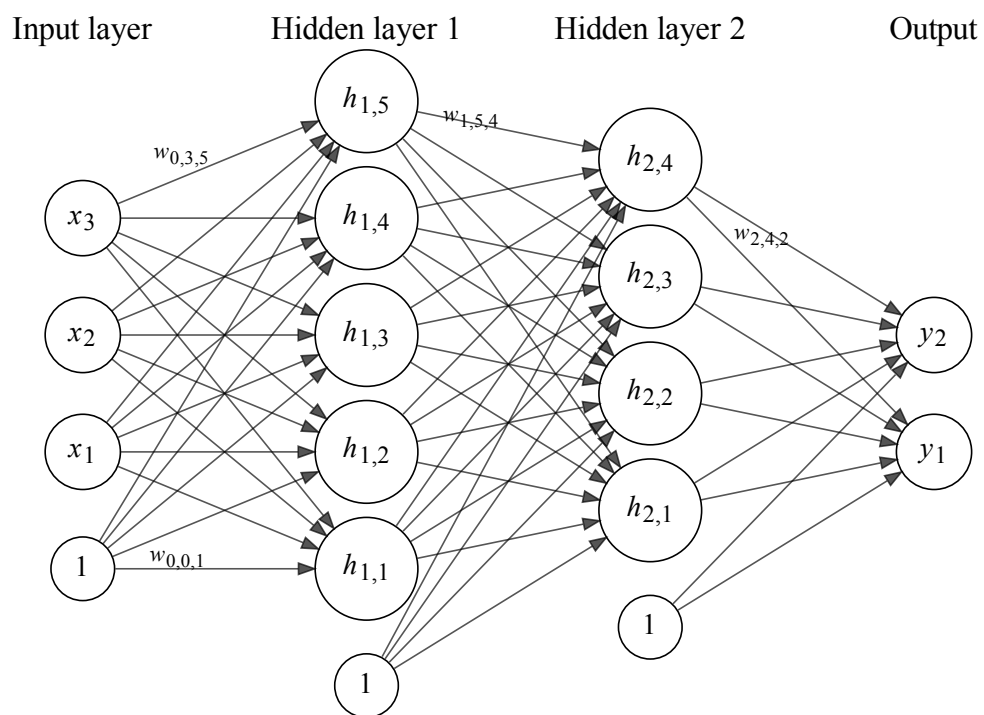 Input layer
Hidden layer 1
Hidden layer 2
Output
h1,5
w1,5,4
w0,3,5
h2,4
x3
h1,4
w2,4,2
h2,3
x2
h1,3
y2
h2,2
x1
h1,2
y1
h2,1
w0,0,1
1
h1,1
1
1